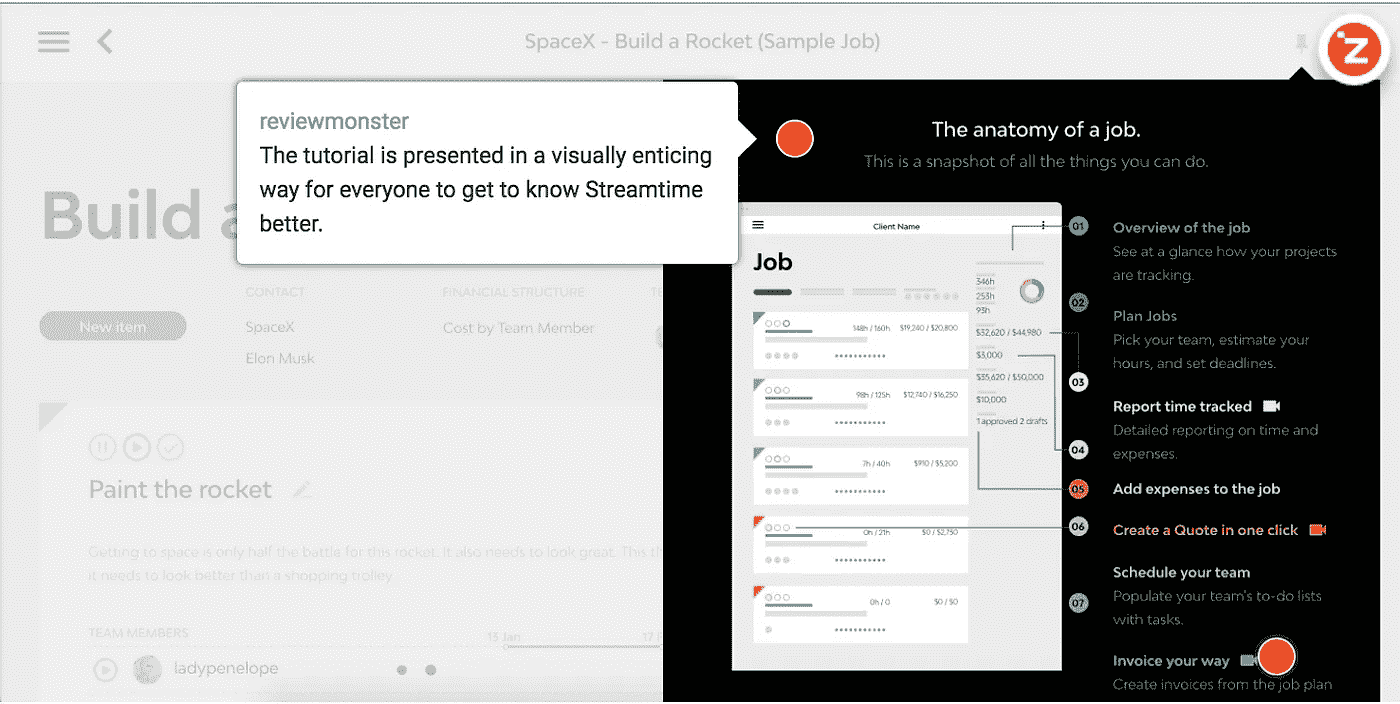 SpaceX - Build a Rocket (Sample Job)
Z
reviewmonster
The tutorial is presented in a visually enticing
way for everyone to get to know Streamtime
better.
Build a
CONTACT
FINANCIAL STRUCTURE
New item
SpaceX
Cost by Team Member
Elon Musk
Paint the rocket
Getting to space is only half the battle for this rocket. It also needs to look great. This
it needs to look better than a shopping trolley
TEAM MEMBERS
13 Jan
17
ladypenelope
The anatomy of a job.
This is a snapshot of all the things you can do.
Client Name
Job
346h
253h
93h
148h / 160h $19,240 / $20,800
$32,620 / $44,980
$3,000
$35,620 / $50,000
98h / 125h $12,740 / $16,250
$10,000
1 approved 2 drafts
7h / 40h $910 / $5,200
0h / 21h $0 / $2,750
0h / 0 $0 / $0
01
Overview of the job
See at a glance how your projects
are tracking.
02
Plan Jobs
Pick your team, estimate your
hours, and set deadlines.
03
Report time tracked
Detailed reporting on time and
expenses.
04
05
Add expenses to the job
06
Create a Quote in one click
Schedule your team
07
Populate your team's to-do lists
with tasks.
Invoice your way
Create invoices from the job plan